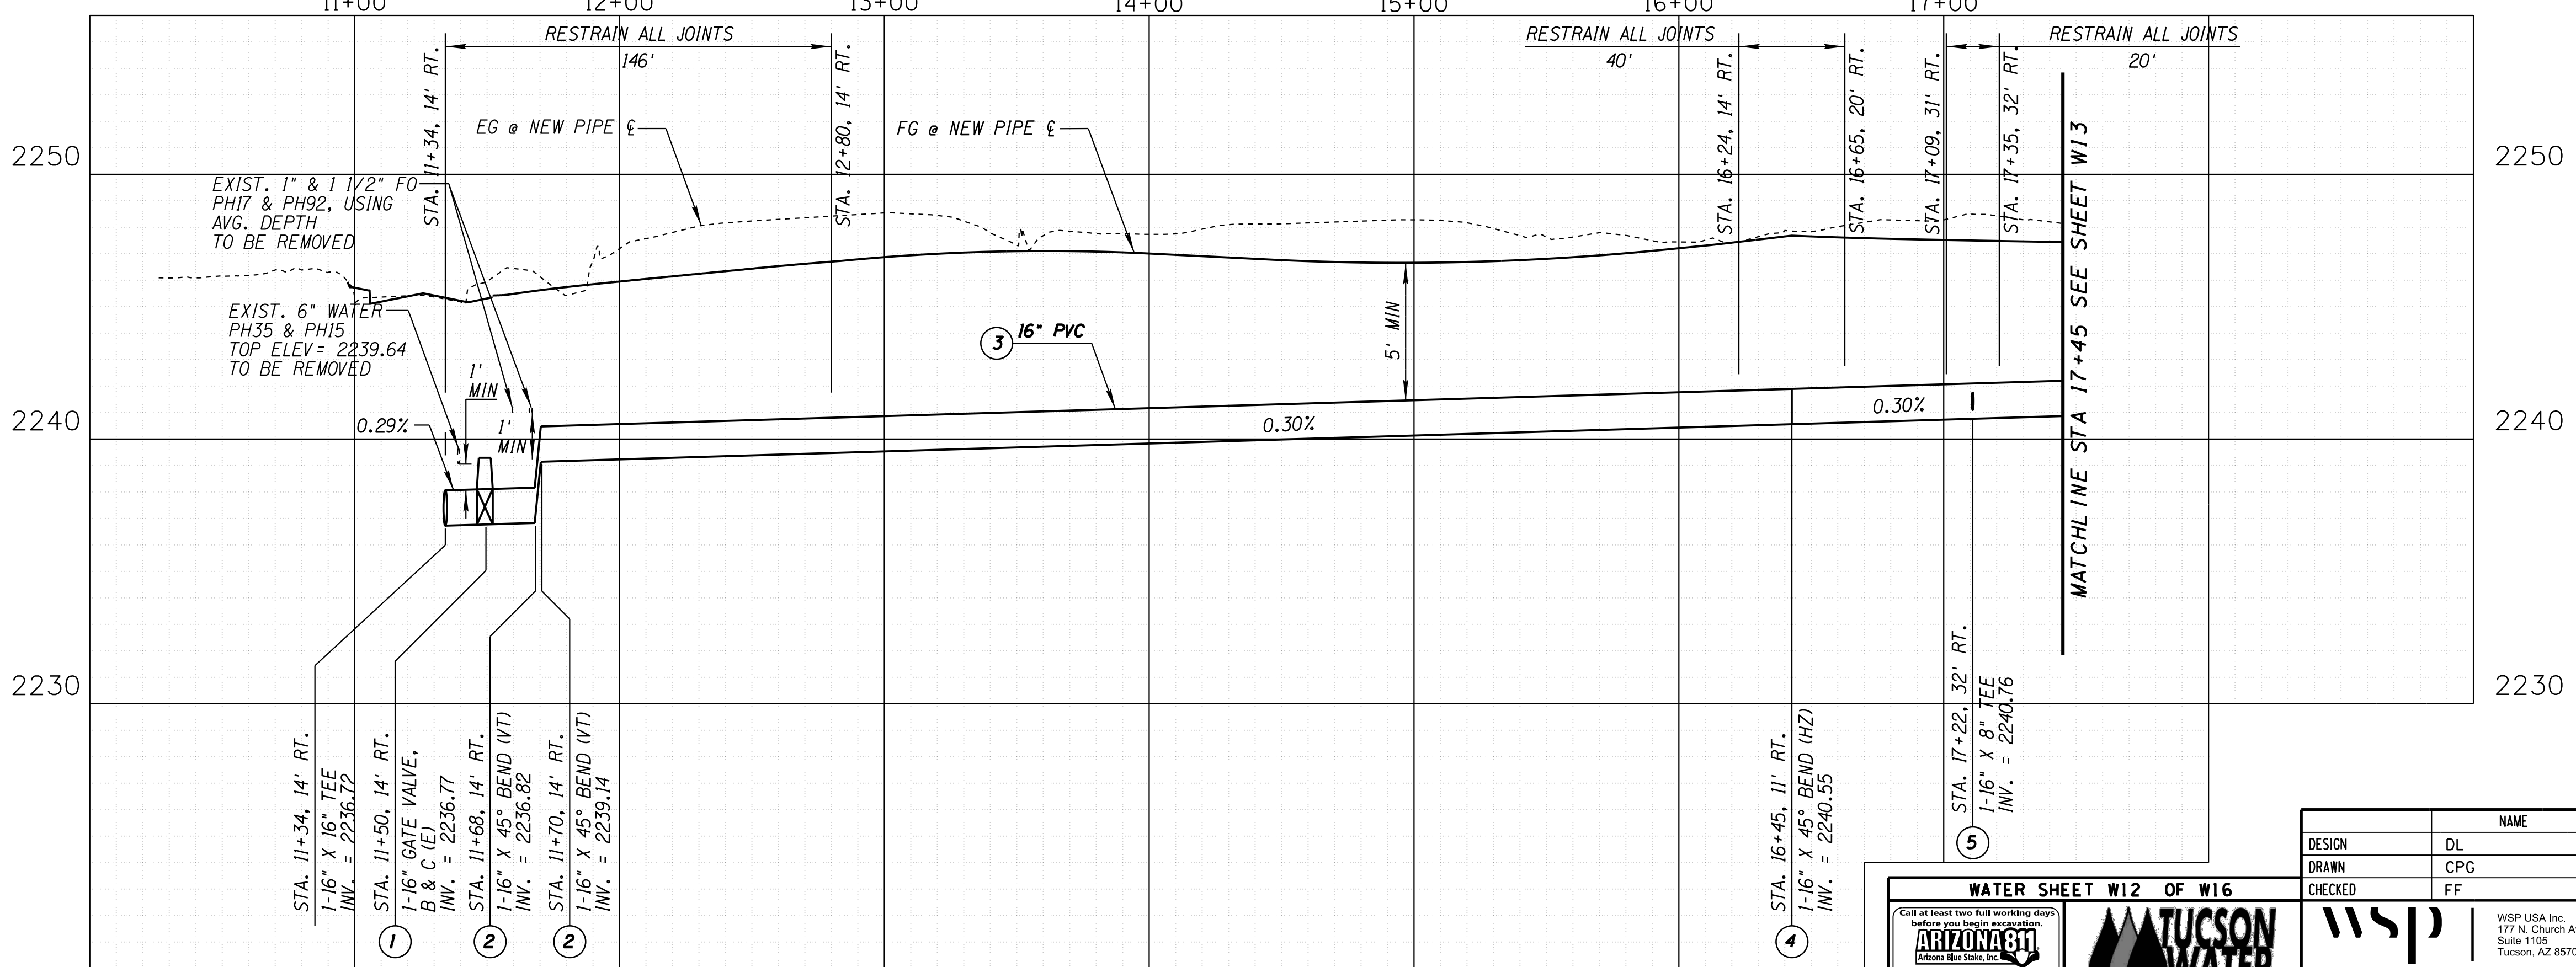 11+00
12+00
13+00
14+00
15+00
16+00
17+00
RESTRAIN ALL JOINTS
146'
RESTRAIN ALL JOINTS
40'
RESTRAIN ALL JOINTS
20'
STA. 11+34, 14' RT.
STA. 12+80, 14' RT.
STA. 16+24, 14' RT.
STA. 16+65, 20' RT.
STA. 17+09, 31' RT.
STA. 17+35, 32' RT.
EG @ NEW PIPE ℄
FG @ NEW PIPE ℄
2250
2250
EXIST. 1" & 1 1/2" FO
PH17 & PH92, USING
AVG. DEPTH
TO BE REMOVED
EXIST. 6" WATER
PH35 & PH15
TOP ELEV= 2239.64
TO BE REMOVED
1'
MIN
1'
MIN
0.29%
3
16" PVC
5' MIN
0.30%
0.30%
MATCHLINE STA 17+45 SEE SHEET W13
2240
2240
2230
2230
STA. 11+34, 14' RT.
1-16" X 16" TEE
INV. = 2236.72
STA. 11+50, 14' RT.
1-16" GATE VALVE,
B & C (E)
INV. = 2236.77
1
STA. 11+68, 14' RT.
1-16" X 45° BEND (VT)
INV. = 2236.82
2
STA. 11+70, 14' RT.
1-16" X 45° BEND (VT)
INV. = 2239.14
2
STA. 16+45, 11' RT.
1-16" X 45° BEND (HZ)
INV. = 2240.55
4
STA. 17+22, 32' RT.
1-16" X 8" TEE
INV. = 2240.76
5
NAME
DESIGN DL
DRAWN CPG
CHECKED FF
WATER SHEET W12 OF W16
Call at least two full working days
before you begin excavation.
ARIZONA811
Arizona Blue Stake, Inc.
TUCSON
WATER
wsp
WSP USA Inc.
177 N. Church
Suite 1105
Tucson, AZ